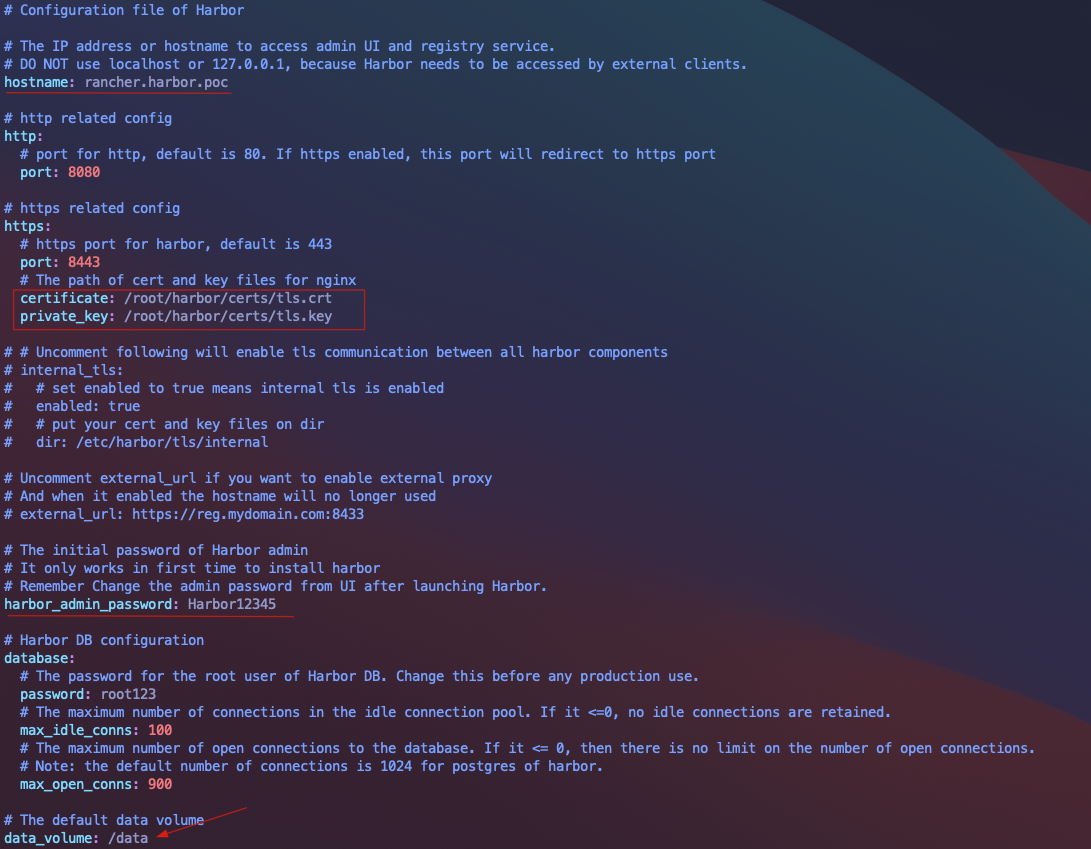 # Configuration file of Harbor
# The IP address or hostname to access admin UI and registry service.
# DO NOT use localhost or 127.0.0.1, because Harbor needs to be accessed by external clients.
hostname: rancher.harbor.poc
# http related config
http:
# port for http, default is 80. If https enabled, this port will redirect to https port
port: 8080
# https related config
https:
# https port for harbor, default is 443
port: 8443
# The path of cert and key files for nginx
certificate: /root/harbor/certs/tls.crt
private_key: /root/harbor/certs/tls.key
# # Uncomment following will enable tls communication between all harbor components
# internal_tls:
#   # set enabled to true means internal tls is enabled
#   enabled: true
#   # put your cert and key files on dir
#   dir: /etc/harbor/tls/internal
# Uncomment external_url if you want to enable external proxy
# And when it enabled the hostname will no longer used
# external_url: https://reg.mydomain.com:8433
# The initial password of Harbor admin
# It only works in first time to install harbor
# Remember Change the admin password from UI after launching Harbor.
harbor_admin_password: Harbor12345
# Harbor DB configuration
database:
# The password for the root user of Harbor DB. Change this before any production use.
password: root123
# The maximum number of connections in the idle connection pool. If it <=0, no idle connections are retained.
max_idle_conns: 100
# The maximum number of open connections to the database. If it <= 0, then there is no limit on the number of open connections.
# Note: the default number of connections is 1024 for postgres of harbor.
max_open_conns: 900
# The default data volume
data_volume: /data